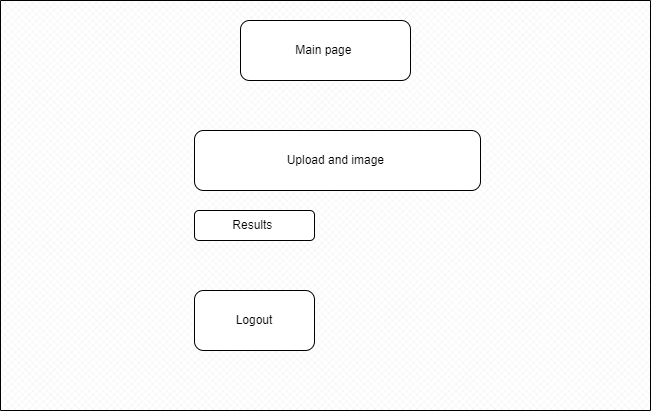 Main page
Upload and image
Results
Logout